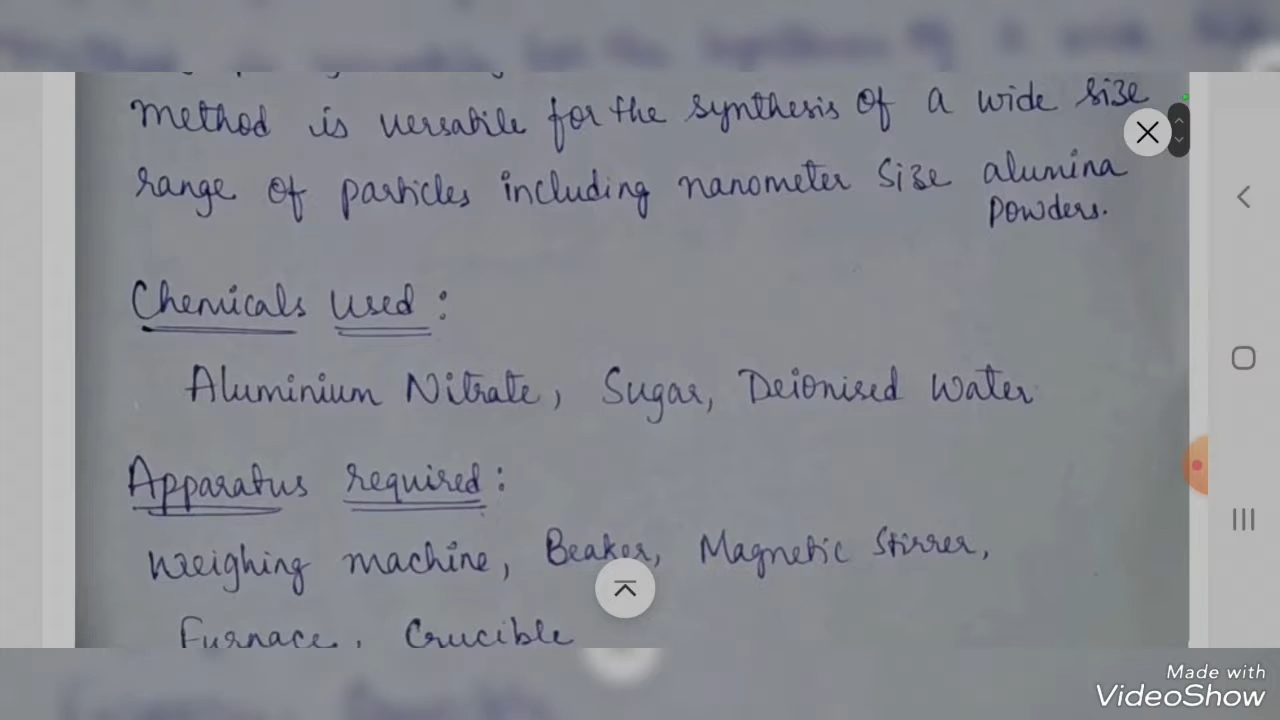 method is versatile for the synthesis of a wide size
range of particles including nanometer size alumina
powders.
Chemicals used :
Aluminium Nitrate, Sugar, Deionised water
Apparatus required :
Weighing machine, Beaker, Magnetic Stirrer,
Furnace, Crucible
Made with
VideoShow